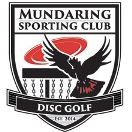 MUNDARING
SPORTING CLUB
DISC GOLF
EST 2014